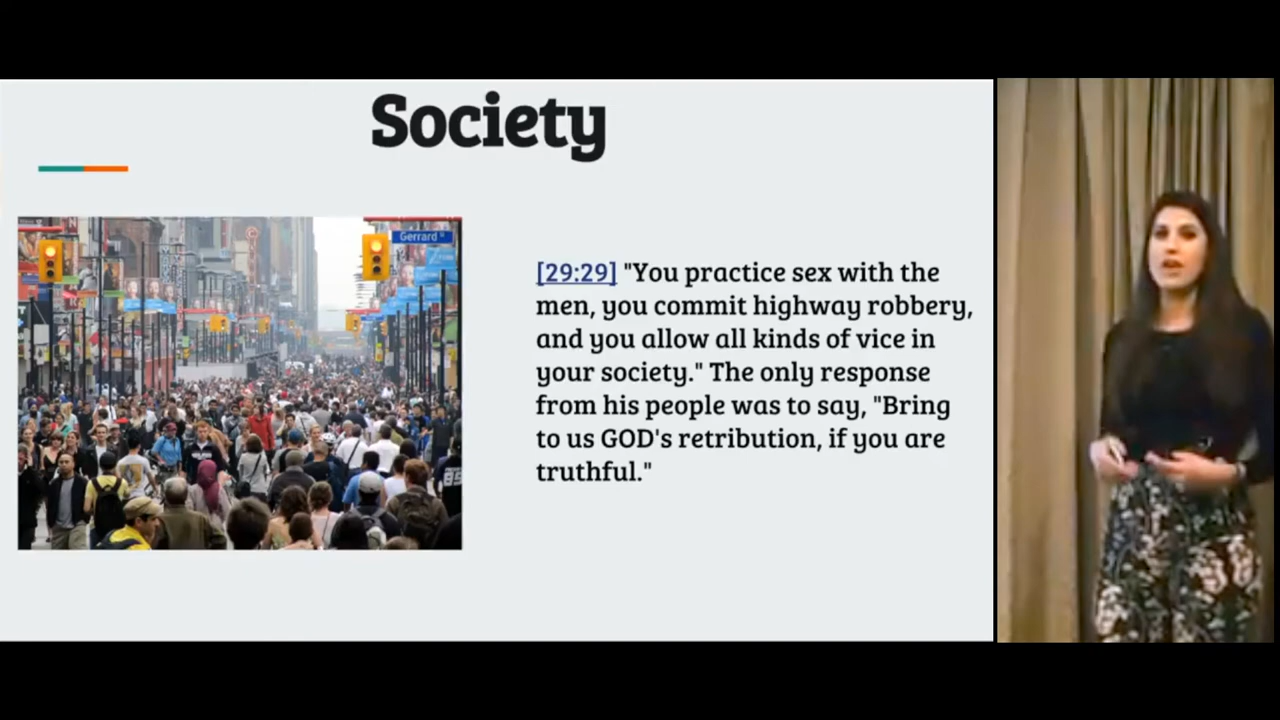 Society
Gerrard St
[29:29] "You practice sex with the
men, you commit highway robbery,
and you allow all kinds of vice in
your society." The only response
from his people was to say, "Bring
to us GOD's retribution, if you are
truthful."